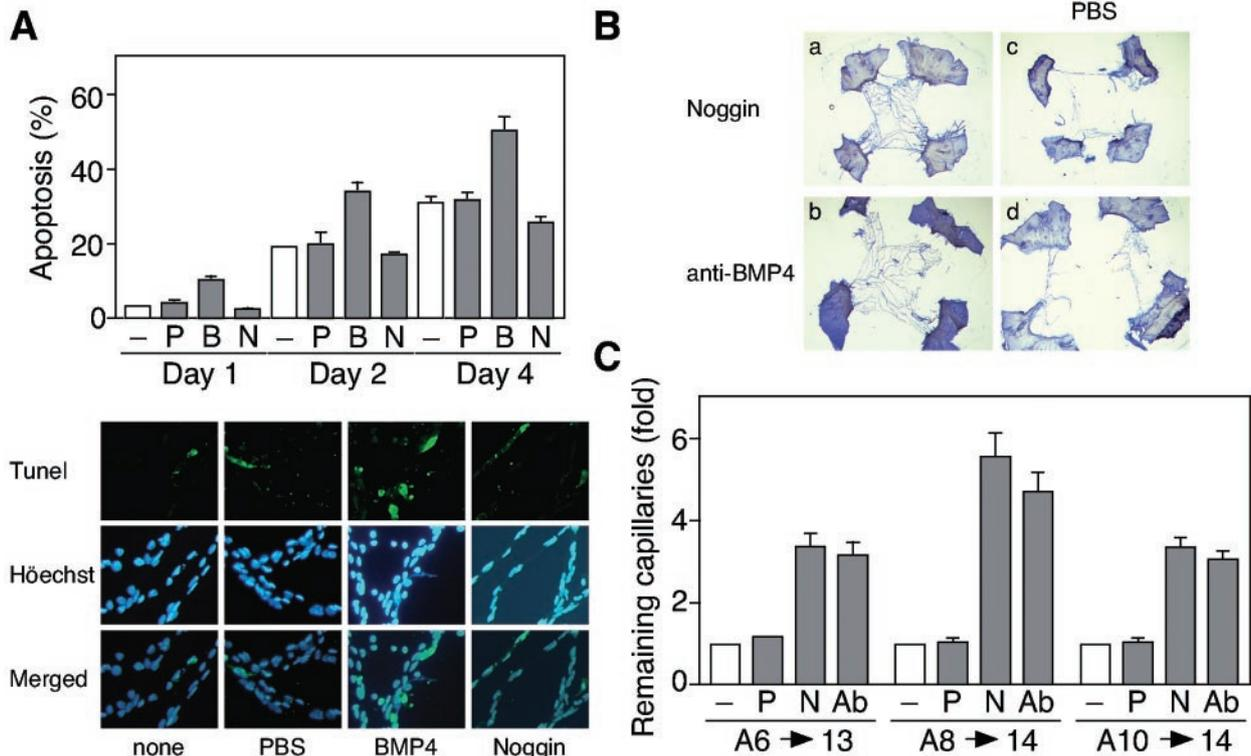 A
Apoptosis (%)
60
40
20
0
– P B N – P B N – P B N
Day 1 Day 2 Day 4
Tunel
Höechst
Merged
none PBS BMP4 Noggin
B
PBS
Noggin
a c
anti-BMP4
b d
C
Remaining capillaries (fold)
6
4
2
0
– P N Ab – P N Ab – P N Ab
A6 ➤ 13 A8 ➤ 14 A10 ➤ 14